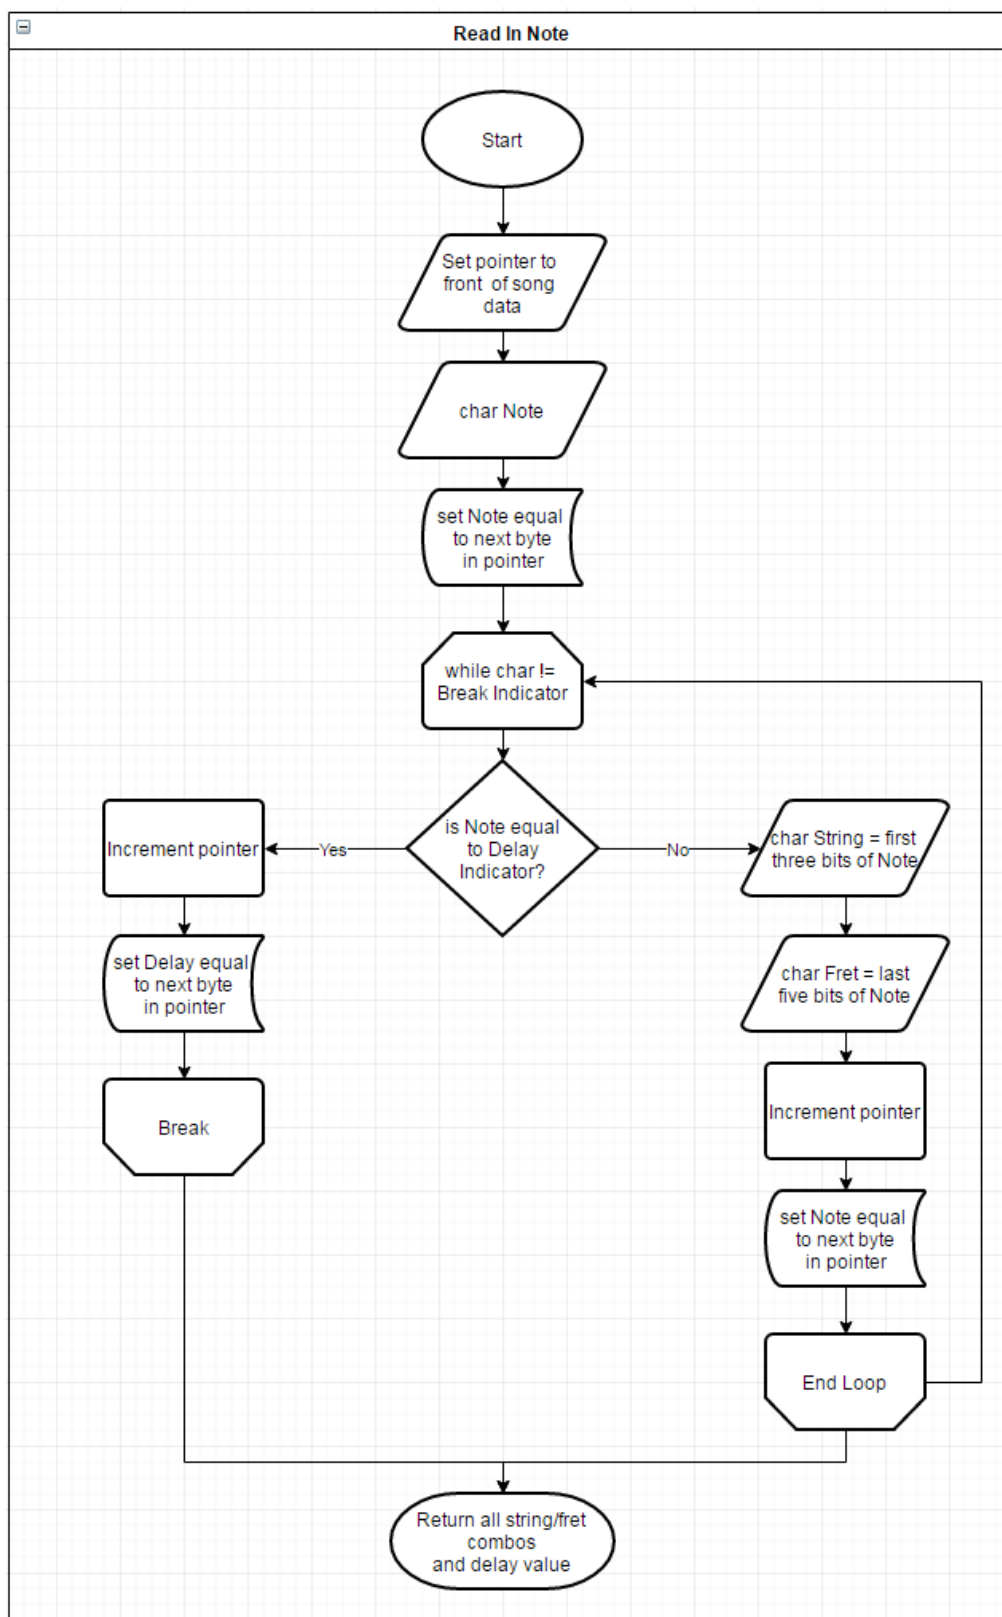 Read In Note
Start
Set pointer to
front of song
data
char Note
set Note equal
to next byte
in pointer
while char !=
Break Indicator
is Note equal
to Delay
Indicator?
Yes
No
Increment pointer
set Delay equal
to next byte
in pointer
Break
char String = first
three bits of Note
char Fret = last
five bits of Note
Increment pointer
set Note equal
to next byte
in pointer
End Loop
Return all string/fret
combos
and delay value